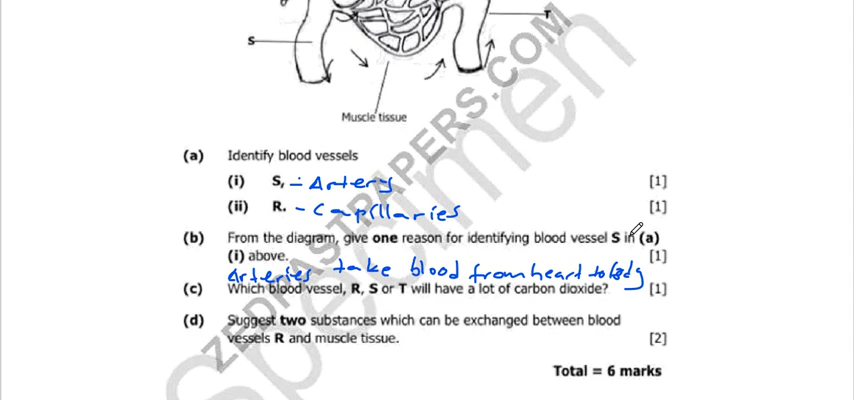 S
T
Muscle tissue
(a) Identify blood vessels
(i) S, - Artery [1]
(ii) R. - Capillaries [1]
(b) From the diagram, give one reason for identifying blood vessel S in (a)
(i) above. [1]
Arteries take blood from heart to body
(c) Which blood vessel, R, S or T will have a lot of carbon dioxide? [1]
(d) Suggest two substances which can be exchanged between blood
vessels R and muscle tissue. [2]
Total = 6 marks
ZEDPASTPAPERS.COM
Specimen